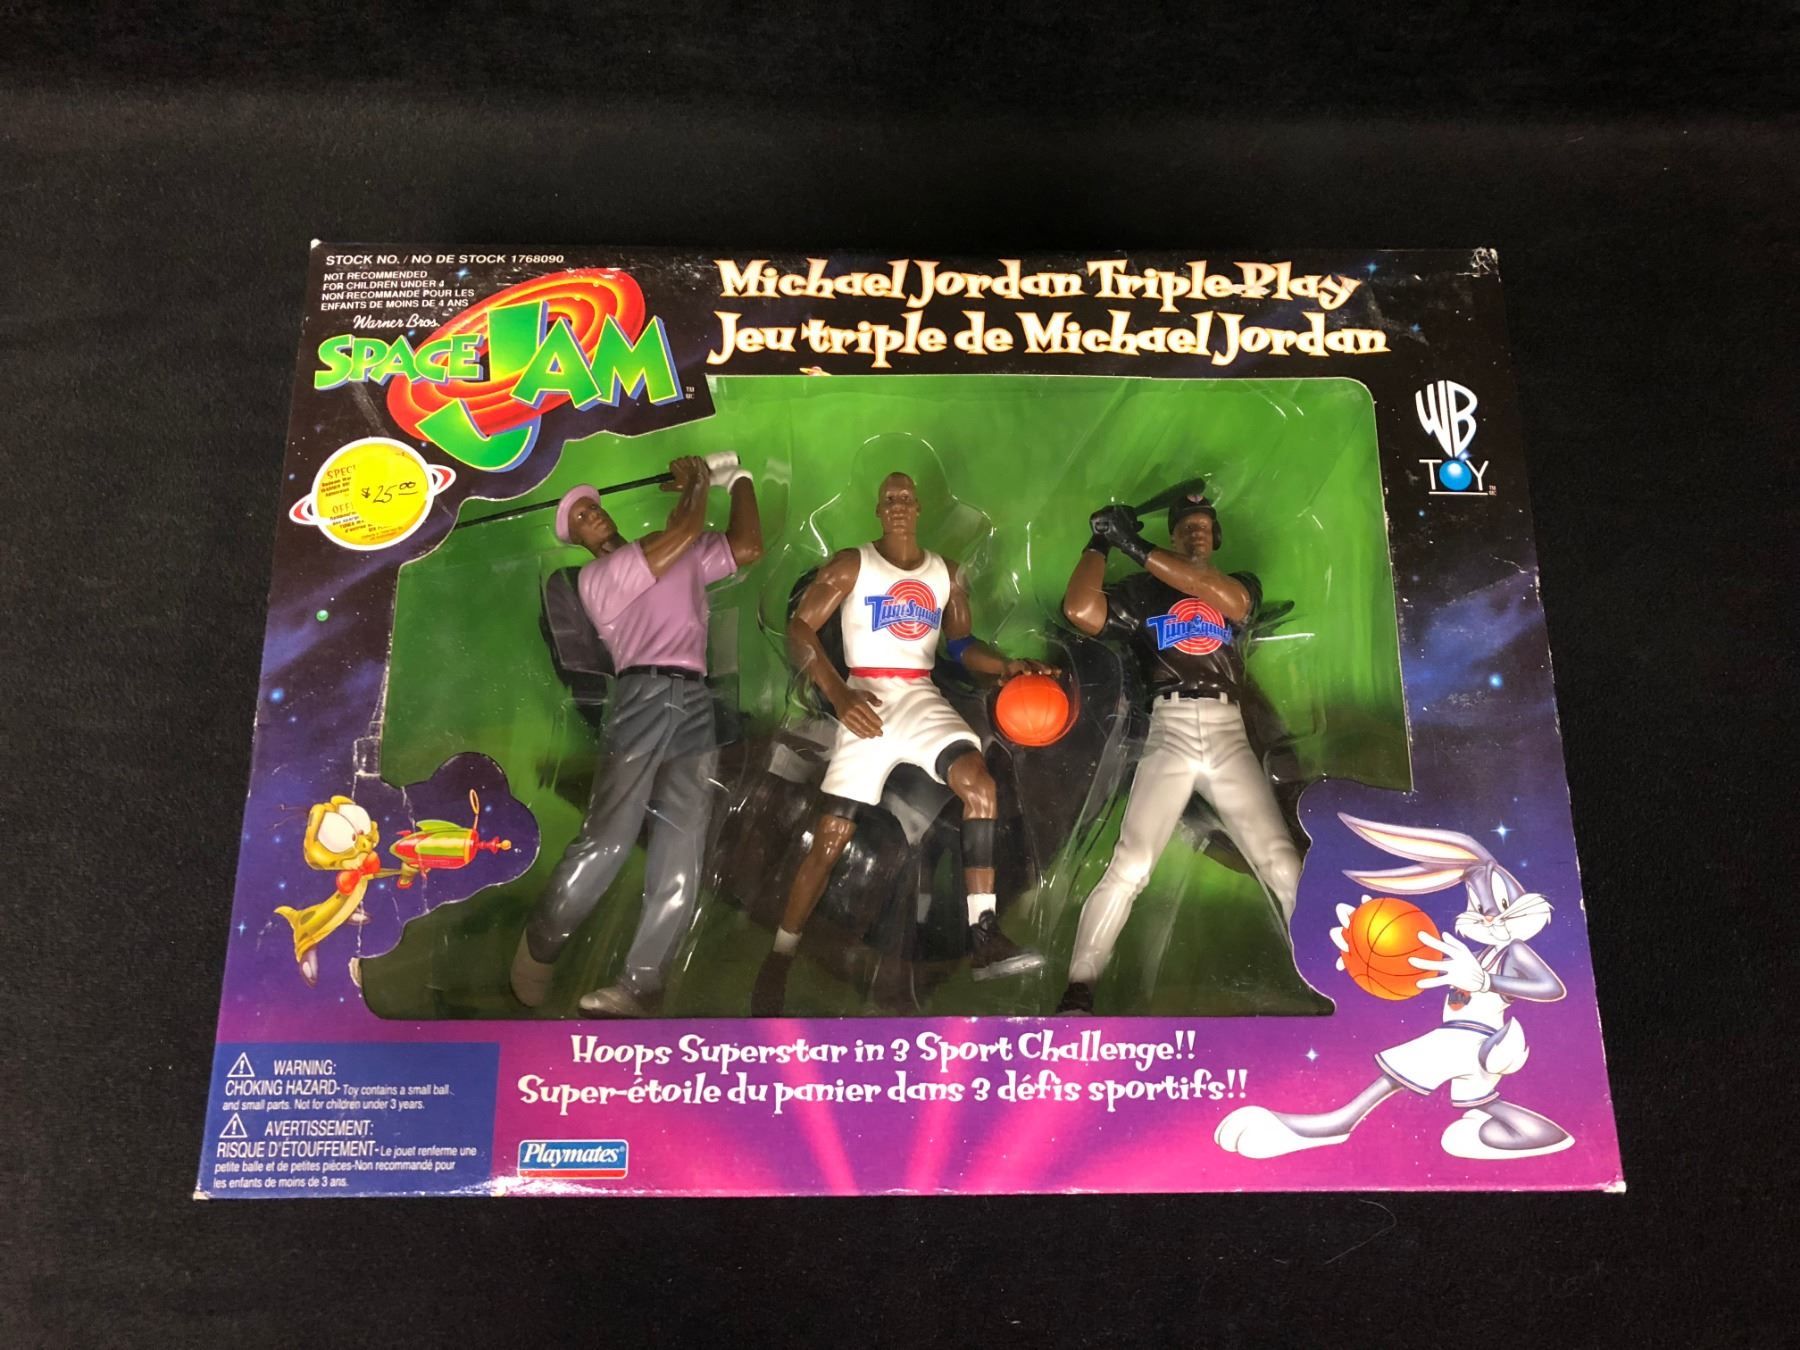 STOCK NO. / NO DE STOCK 1768090
NOT RECOMMENDED
FOR CHILDREN UNDER 4
NON RECOMMANDE POUR LES
ENFANTS DE MOINS DE 4 ANS
Warner Bros.
SPACE JAM
TM
MC
Michael Jordan Triple-Play
Jeu triple de Michael Jordan
WB
TOY
TM
MC
$25.00
OFF
Tune Squad
Tune Squad
Hoops Superstar in 3 Sport Challenge!!
Super-étoile du panier dans 3 défis sportifs!!
WARNING:
CHOKING HAZARD- Toy contains a small ball
and small parts. Not for children under 3 years.
AVERTISSEMENT:
RISQUE D'ÉTOUFFEMENT- Le jouet renferme une
petite balle et de petites pièces-Non recommandé pour
les enfants de moins de 3 ans.
Playmates®